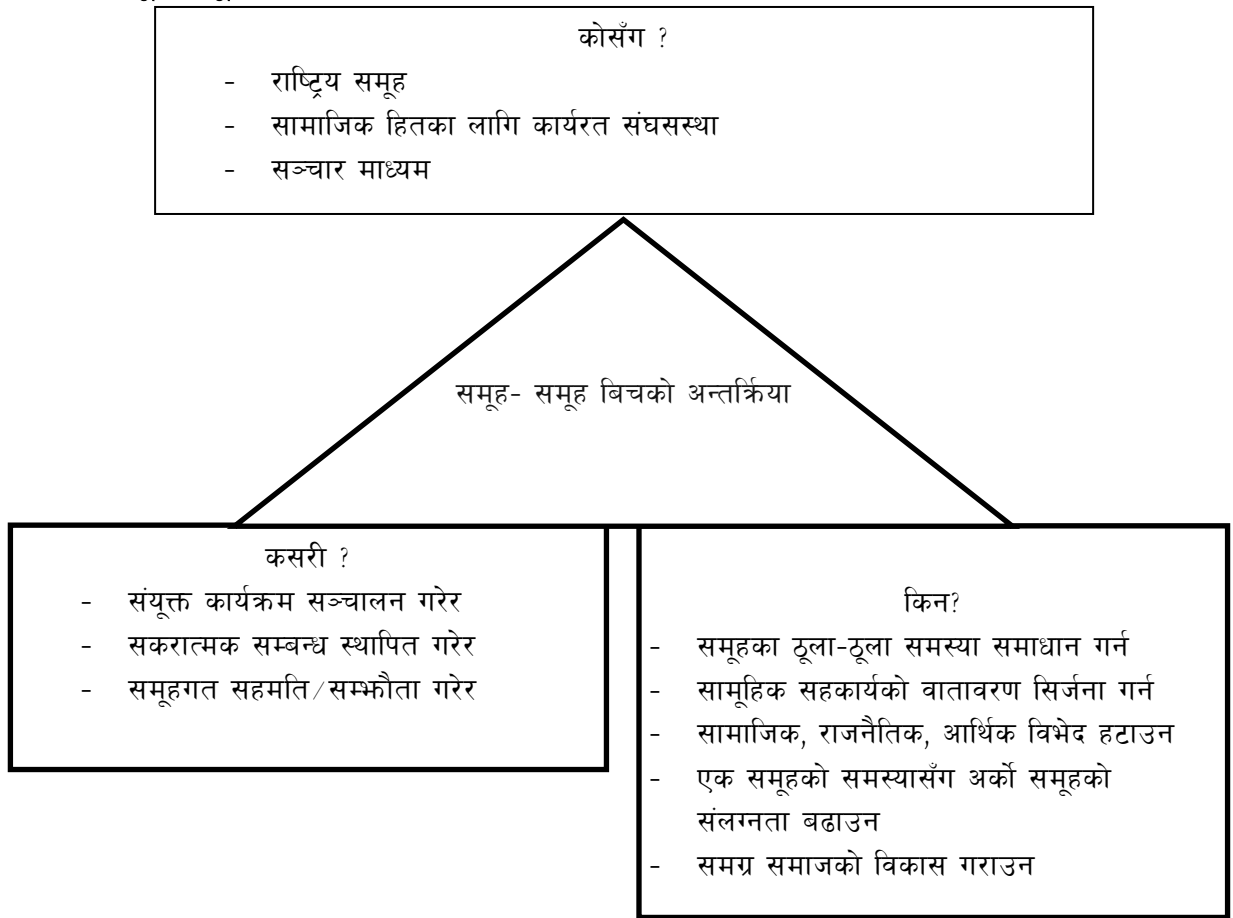 कोसँग ?
- राष्ट्रिय समूह
- सामाजिक हितका लागि कार्यरत संघसस्था
- सञ्चार माध्यम
समूह- समूह बिचको अन्तर्क्रिया
कसरी ?
- संयूक्त कार्यक्रम सञ्चालन गरेर
- सकरात्मक सम्बन्ध स्थापित गरेर
- समूहगत सहमति/सम्झौता गरेर
किन?
- समूहका ठूला-ठूला समस्या समाधान गर्न
- सामूहिक सहकार्यको वातावरण सिर्जना गर्न
- सामाजिक, राजनैतिक, आर्थिक विभेद हटाउन
- एक समूहको समस्यासँग अर्को समूहको
संलग्नता बढाउन
- समग्र समाजको विकास गराउन